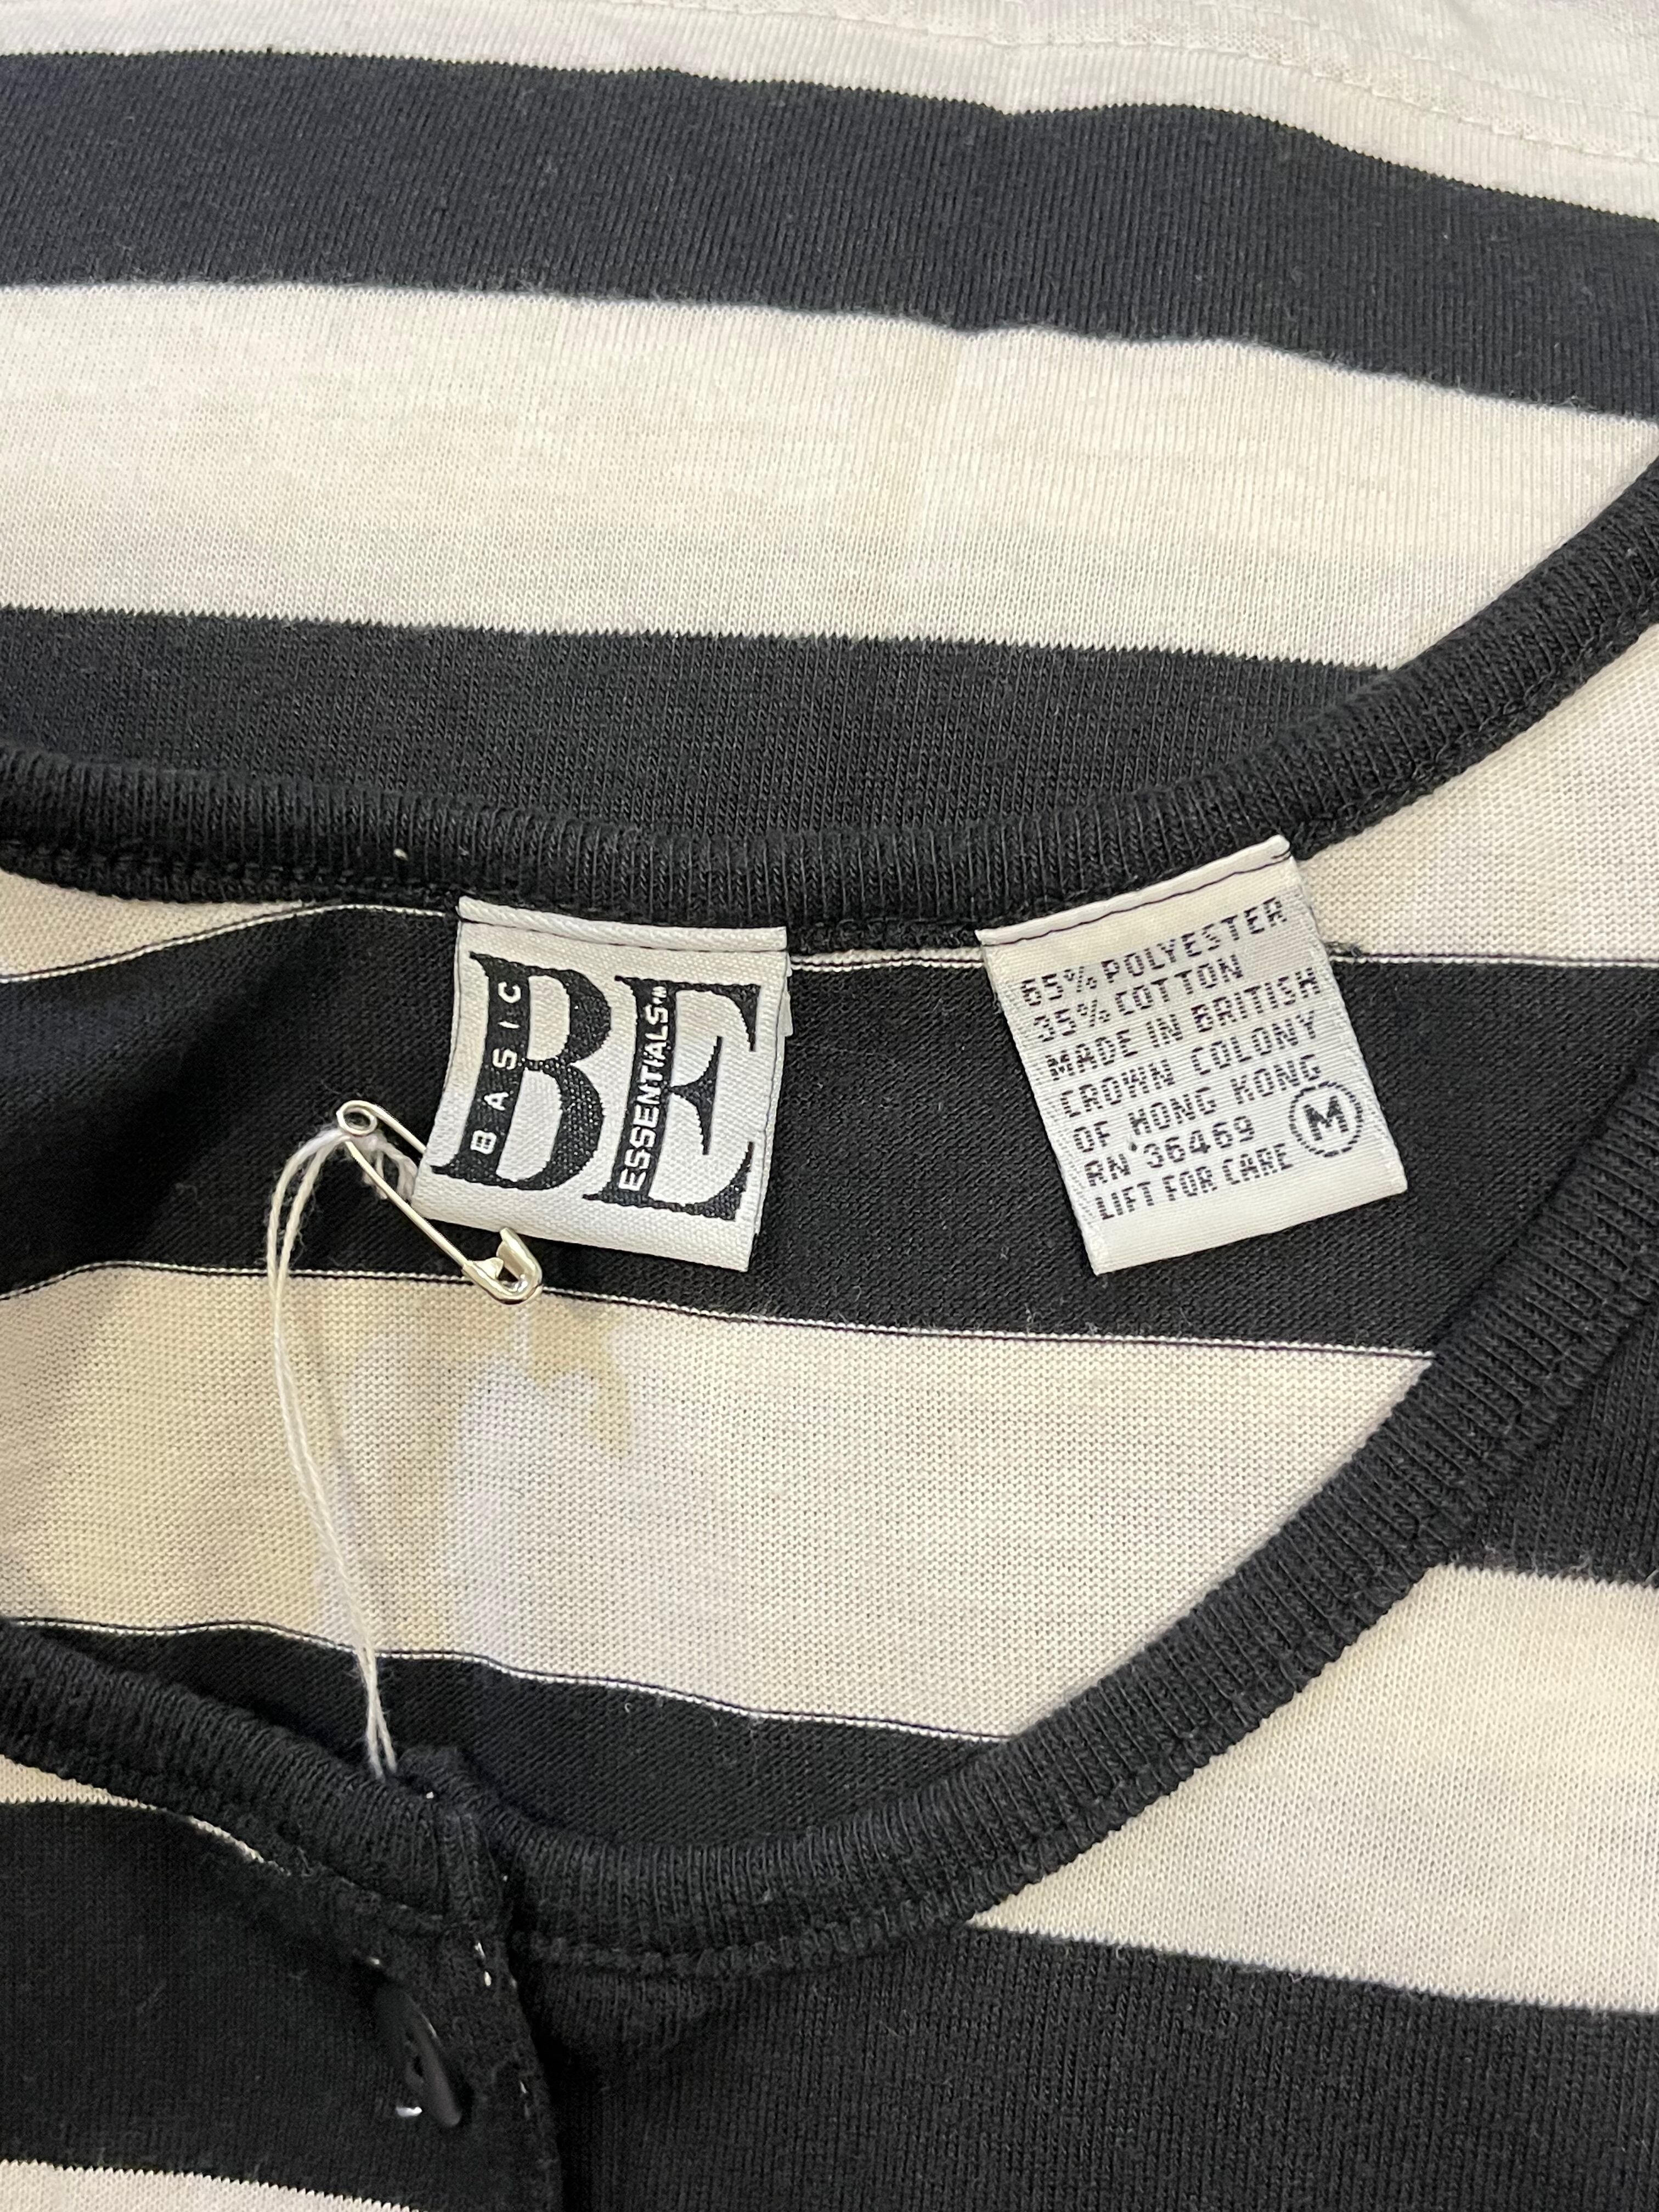 BE
BASIC
ESSENTIALS™
65% POLYESTER
35% COTTON
MADE IN BRITISH
CROWN COLONY
OF HONG KONG
RN 36469 M
LIFT FOR CARE